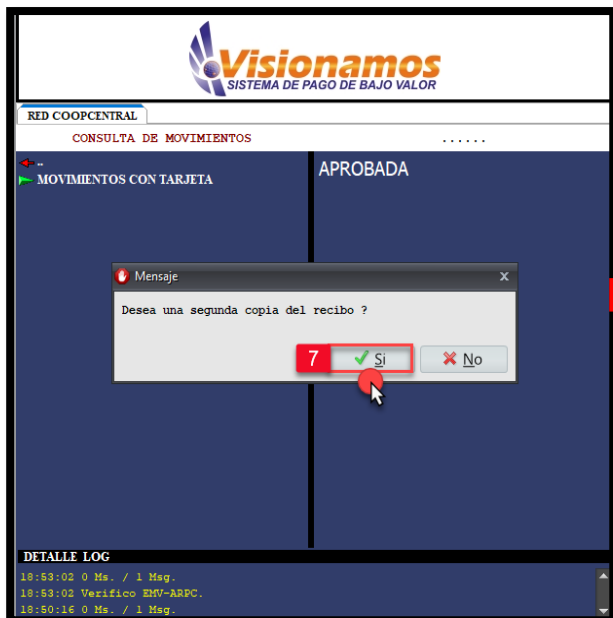 Visionamos
SISTEMA DE PAGO DE BAJO VALOR
RED COOPCENTRAL
CONSULTA DE MOVIMIENTOS ......
..
MOVIMIENTOS CON TARJETA
APROBADA
Mensaje x
Desea una segunda copia del recibo ?
7 Si No
DETALLE LOG
18:53:02 0 Ms. / 1 Msg.
18:53:02 Verifico EMV-ARPC.
18:50:16 0 Ms. / 1 Msg.